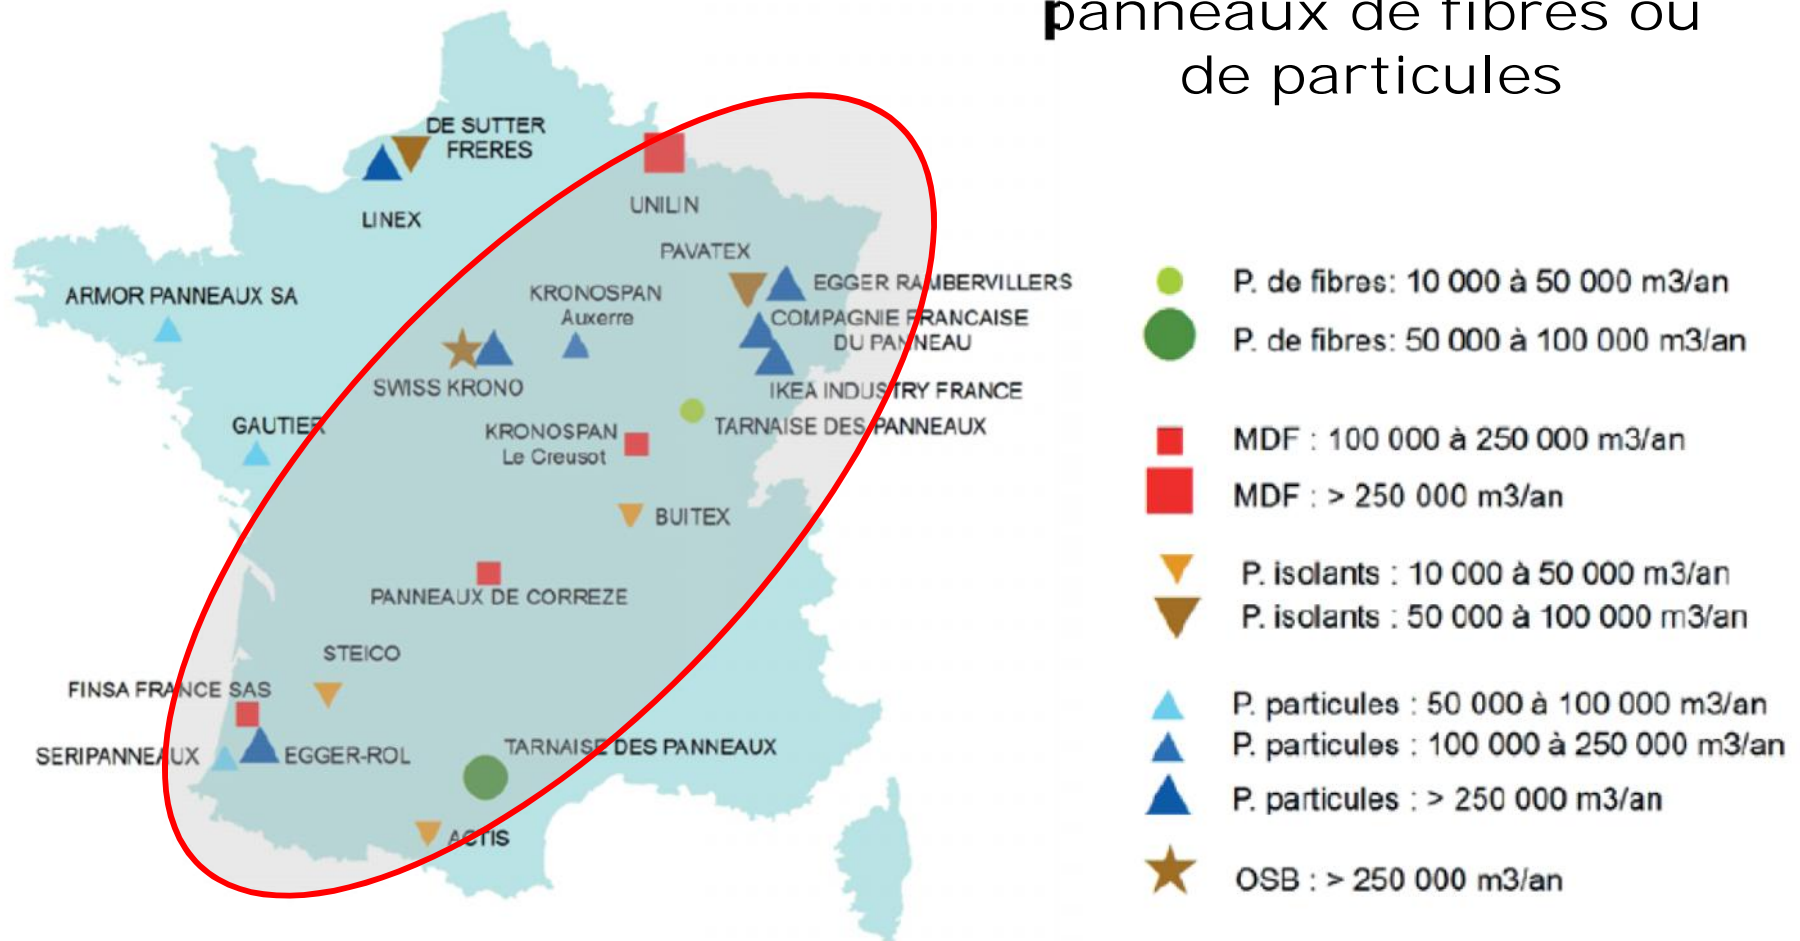 panneaux de fibres ou
de particules
DE SUTTER
FRERES
LINEX
UNILIN
PAVATEX
ARMOR PANNEAUX SA
KRONOSPAN
Auxerre
EGGER RAMBERVILLERS
COMPAGNIE FRANCAISE
DU PANNEAU
SWISS KRONO
IKEA INDUSTRY FRANCE
GAUTIER
KRONOSPAN
Le Creusot
TARNAISE DES PANNEAUX
BUITEX
PANNEAUX DE CORREZE
STEICO
FINSA FRANCE SAS
SERIPANNEAUX
EGGER-ROL
TARNAISE DES PANNEAUX
ACTIS
P. de fibres: 10 000 à 50 000 m3/an
P. de fibres: 50 000 à 100 000 m3/an
MDF : 100 000 à 250 000 m3/an
MDF : > 250 000 m3/an
P. isolants : 10 000 à 50 000 m3/an
P. isolants : 50 000 à 100 000 m3/an
P. particules : 50 000 à 100 000 m3/an
P. particules : 100 000 à 250 000 m3/an
P. particules : > 250 000 m3/an
OSB : > 250 000 m3/an